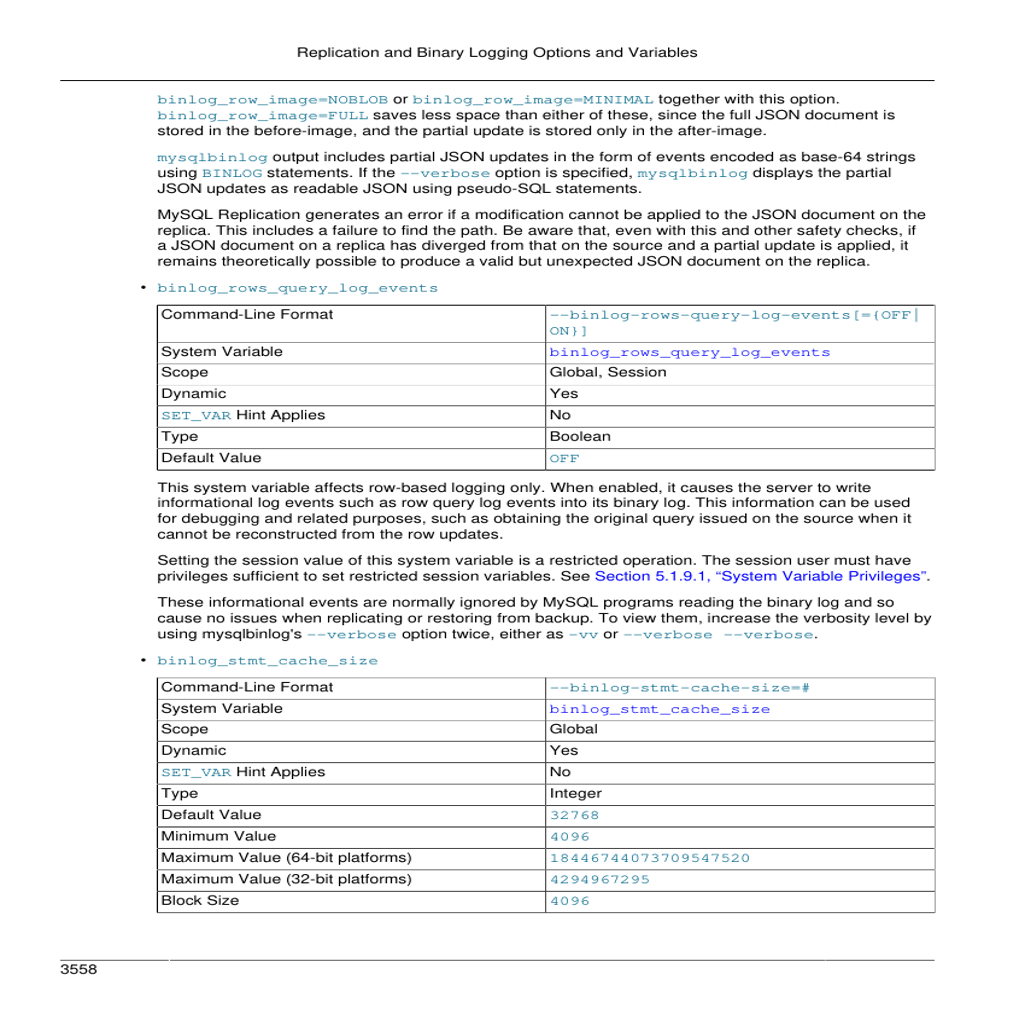 Replication and Binary Logging Options and Variables
binlog_row_image=NOBLOB or binlog_row_image=MINIMAL together with this option.
binlog_row_image=FULL saves less space than either of these, since the full JSON document is
stored in the before-image, and the partial update is stored only in the after-image.
mysqlbinlog output includes partial JSON updates in the form of events encoded as base-64 strings
using BINLOG statements. If the --verbose option is specified, mysqlbinlog displays the partial
JSON updates as readable JSON using pseudo-SQL statements.
MySQL Replication generates an error if a modification cannot be applied to the JSON document on the
replica. This includes a failure to find the path. Be aware that, even with this and other safety checks, if
a JSON document on a replica has diverged from that on the source and a partial update is applied, it
remains theoretically possible to produce a valid but unexpected JSON document on the replica.
• binlog_rows_query_log_events
Command-Line Format --binlog-rows-query-log-events[={OFF|
ON}]
System Variable binlog_rows_query_log_events
Scope Global, Session
Dynamic Yes
SET_VAR Hint Applies No
Type Boolean
Default Value OFF
This system variable affects row-based logging only. When enabled, it causes the server to write
informational log events such as row query log events into its binary log. This information can be used
for debugging and related purposes, such as obtaining the original query issued on the source when it
cannot be reconstructed from the row updates.
Setting the session value of this system variable is a restricted operation. The session user must have
privileges sufficient to set restricted session variables. See Section 5.1.9.1, “System Variable Privileges”.
These informational events are normally ignored by MySQL programs reading the binary log and so
cause no issues when replicating or restoring from backup. To view them, increase the verbosity level by
using mysqlbinlog's --verbose option twice, either as -vv or --verbose --verbose.
• binlog_stmt_cache_size
Command-Line Format --binlog-stmt-cache-size=#
System Variable binlog_stmt_cache_size
Scope Global
Dynamic Yes
SET_VAR Hint Applies No
Type Integer
Default Value 32768
Minimum Value 4096
Maximum Value (64-bit platforms) 18446744073709547520
Maximum Value (32-bit platforms) 4294967295
Block Size 4096
3558